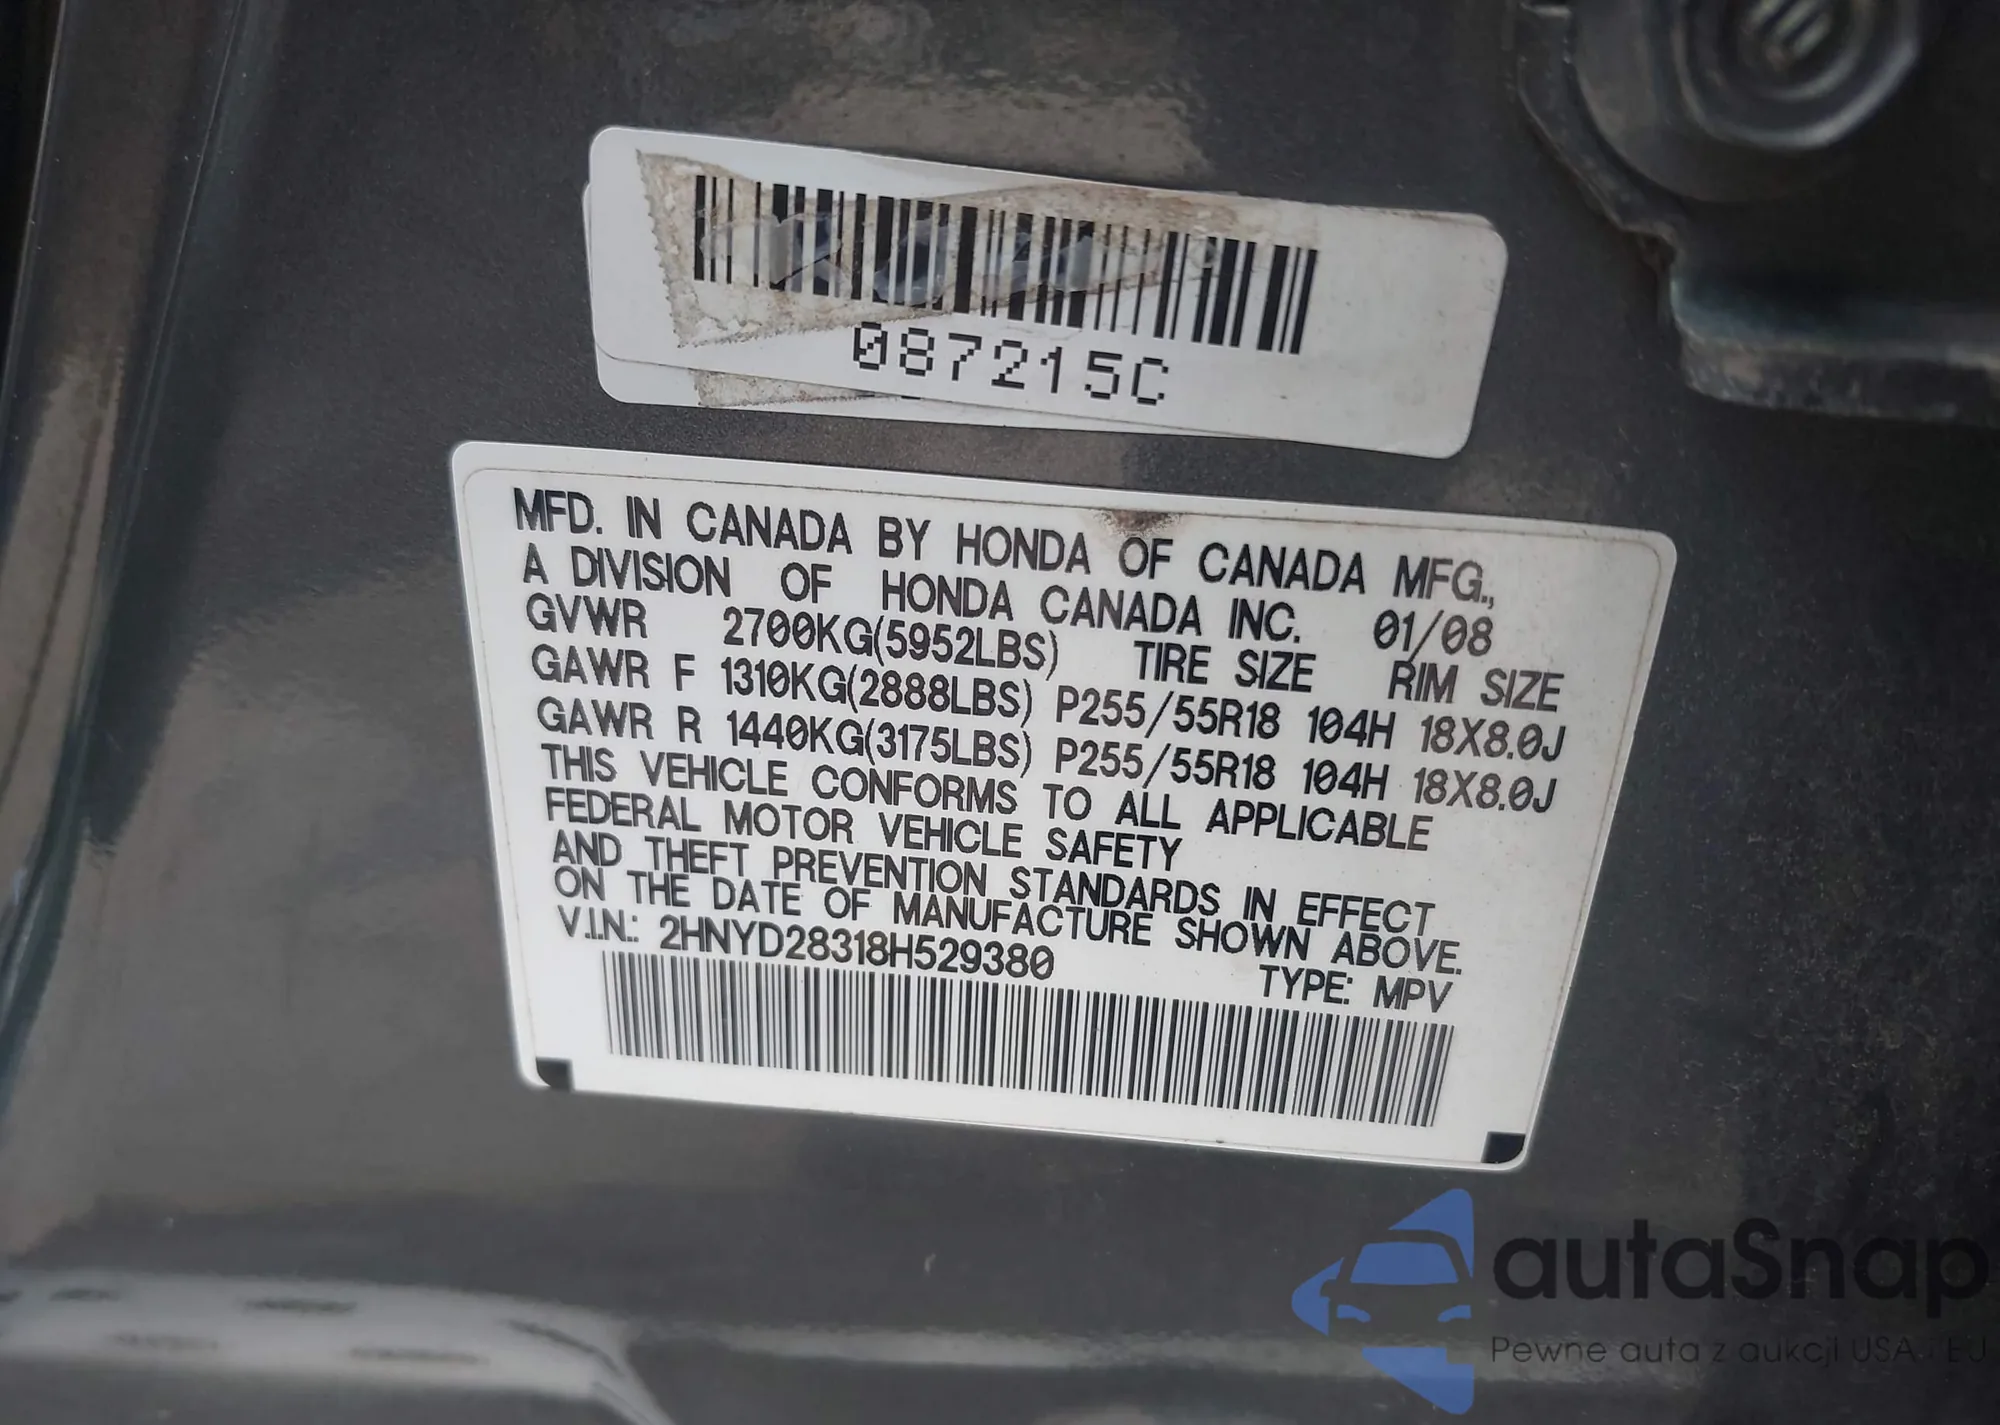 087215C
MFD. IN CANADA BY HONDA OF CANADA MFG.,
A DIVISION OF HONDA CANADA INC. 01/08
GVWR 2700KG(5952LBS) TIRE SIZE RIM SIZE
GAWR F 1310KG(2888LBS) P255/55R18 104H 18X8.0J
GAWR R 1440KG(3175LBS) P255/55R18 104H 18X8.0J
THIS VEHICLE CONFORMS TO ALL APPLICABLE
FEDERAL MOTOR VEHICLE SAFETY
AND THEFT PREVENTION STANDARDS IN EFFECT
ON THE DATE OF MANUFACTURE SHOWN ABOVE.
V.I.N.: 2HNYD28318H529380 TYPE: MPV
autaSnap
Pewne auta z aukcji USA i EU